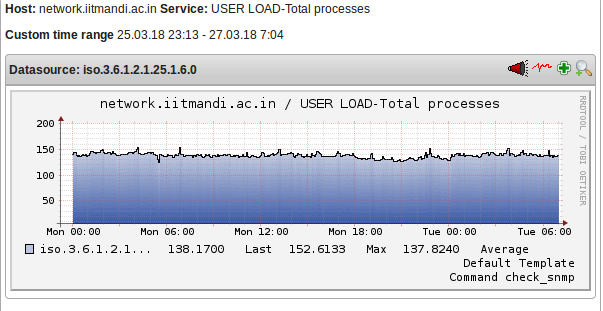 Host: network.iitmandi.ac.in Service: USER LOAD-Total processes
Custom time range 25.03.18 23:13 - 27.03.18 7:04
Datasource: iso.3.6.1.2.1.25.1.6.0
network.iitmandi.ac.in / USER LOAD-Total processes
RRDTOOL / TOBI OETIKER
200
150
100
50
Mon 00:00 Mon 06:00 Mon 12:00 Mon 18:00 Tue 00:00 Tue 06:00
iso.3.6.1.2.1... 138.1700 Last 152.6133 Max 137.8240 Average
Default Template
Command check_snmp